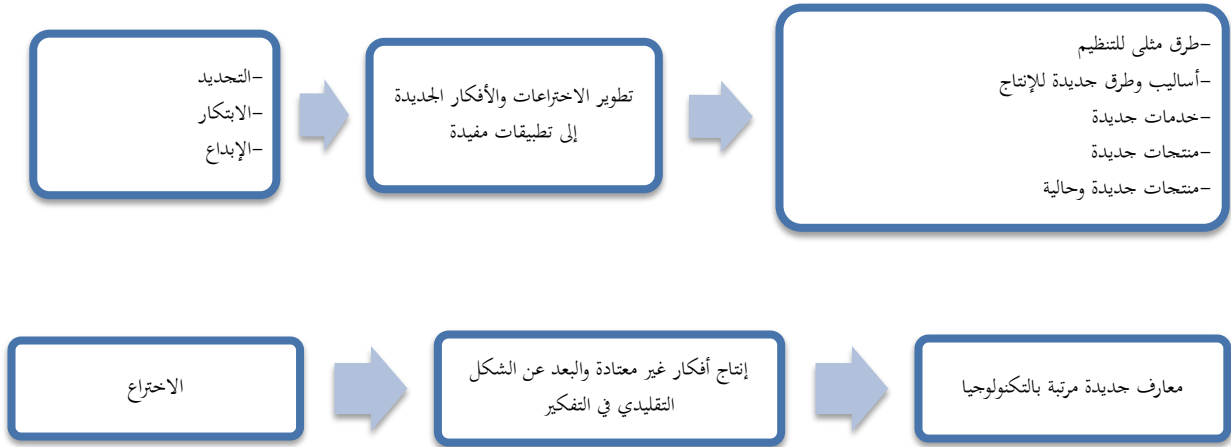 -التجديد
-الابتكار
-الإبداع
تطوير الاختراعات والأفكار الجديدة
إلى تطبيقات مفيدة
-طرق مثلى للتنظيم
-أساليب وطرق جديدة للإنتاج
-خدمات جديدة
-منتجات جديدة
-منتجات جديدة وحالية
الاختراع
إنتاج أفكار غير معتادة والبعد عن الشكل
التقليدي في التفكير
معارف جديدة مرتبة بالتكنولوجيا